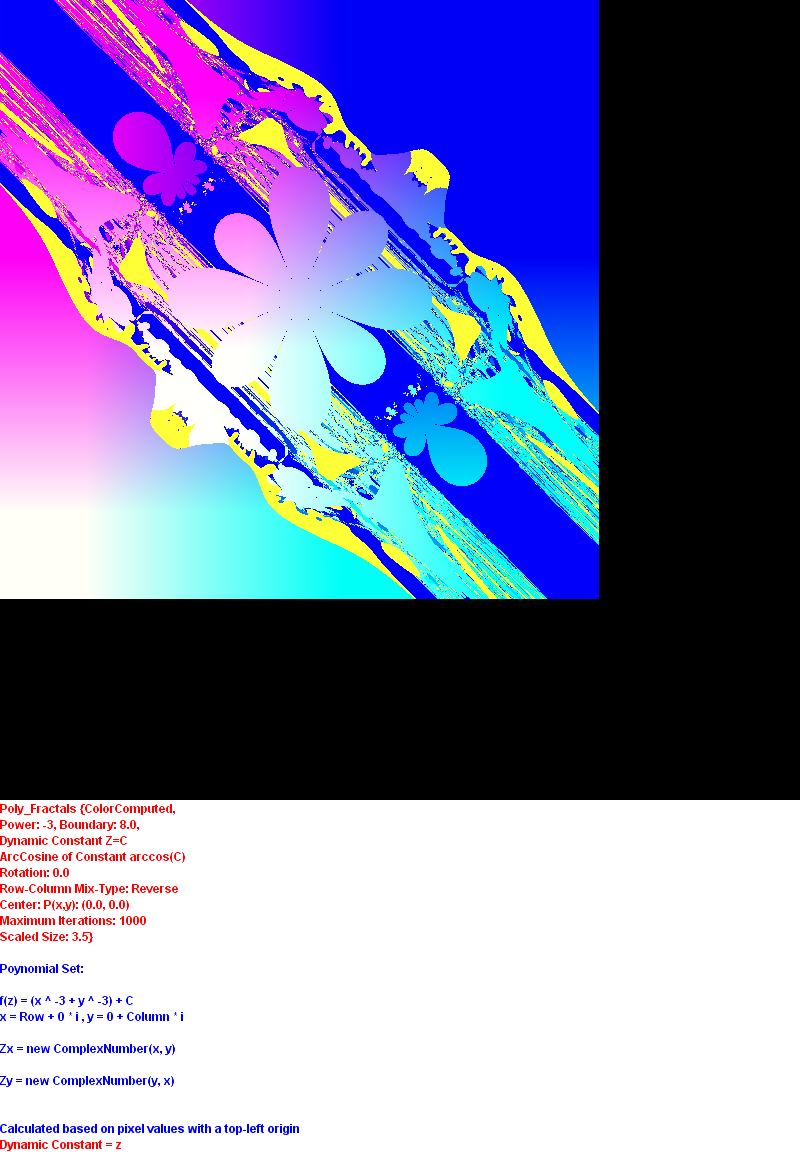 Poly_Fractals {ColorComputed,
Power: -3, Boundary: 8.0,
Dynamic Constant Z=C
ArcCosine of Constant arccos(C)
Rotation: 0.0
Row-Column Mix-Type: Reverse
Center: P(x,y): (0.0, 0.0)
Maximum Iterations: 1000
Scaled Size: 3.5}
Poynomial Set:
f(z) = (x ^ -3 + y ^ -3) + C
x = Row + 0 * i , y = 0 + Column * i
Zx = new ComplexNumber(x, y)
Zy = new ComplexNumber(y, x)
Calculated based on pixel values with a top-left origin
Dynamic Constant = z